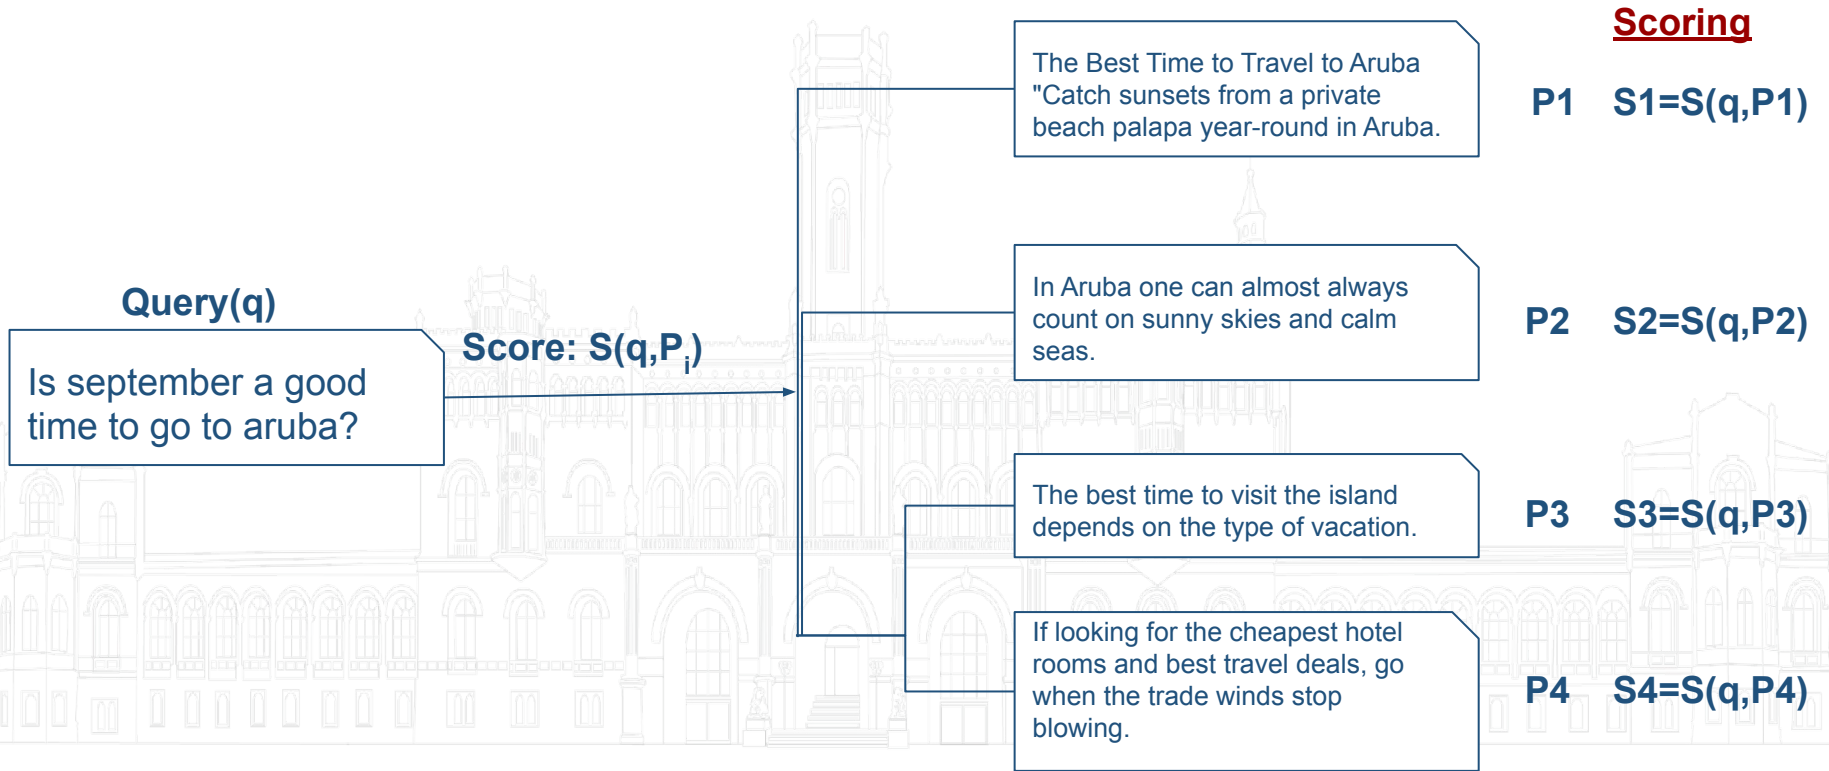 Scoring
The Best Time to Travel to Aruba
"Catch sunsets from a private
beach palapa year-round in Aruba.
P1 S1=S(q,P1)
In Aruba one can almost always
count on sunny skies and calm
seas.
P2 S2=S(q,P2)
Query(q)
Is september a good
time to go to aruba?
Score: S(q,Pi)
The best time to visit the island
depends on the type of vacation.
P3 S3=S(q,P3)
If looking for the cheapest hotel
rooms and best travel deals, go
when the trade winds stop
blowing.
P4 S4=S(q,P4)